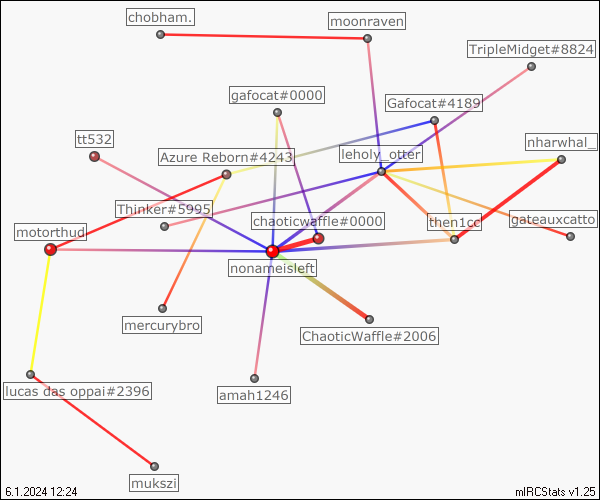 chobham.
moonraven
TripleMidget#8824
gafocat#0000
Gafocat#4189
tt532
nharwhal_
Azure Reborn#4243
leholy_otter
Thinker#5995
chaoticwaffle#0000
then1cc
gateauxcatto
motorthud
nonameisleft
mercurybro
ChaoticWaffle#2006
lucas das oppai#2396
amah1246
mukszi
6.1.2024 12:24
mIRCStats v1.25